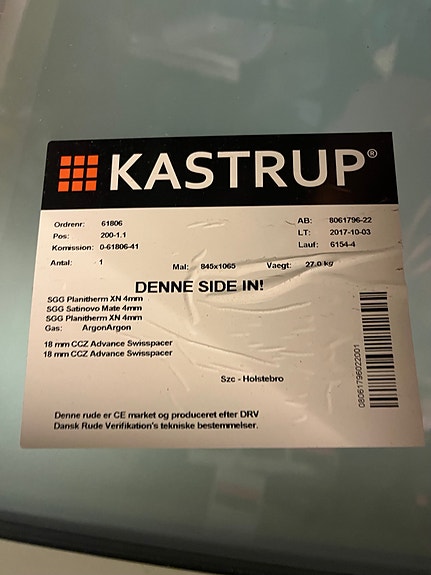 KASTRUP®
Ordrenr: 61806 AB: 8061796-22
Pos: 200-1.1 LT: 2017-10-03
Komission: 0-61806-41 Lauf: 6154-4
Antal: 1 Mal: 845x1065 Vaegt: 27.0 kg
DENNE SIDE IN!
SGG Planitherm XN 4mm
SGG Satinovo Mate 4mm
SGG Planitherm XN 4mm
Gas: ArgonArgon
18 mm CCZ Advance Swisspacer
18 mm CCZ Advance Swisspacer
Szc - Holstebro
08061796022001
Denne rude er CE market og produceret efter DRV
Dansk Rude Verifikation's tekniske bestemmelser.